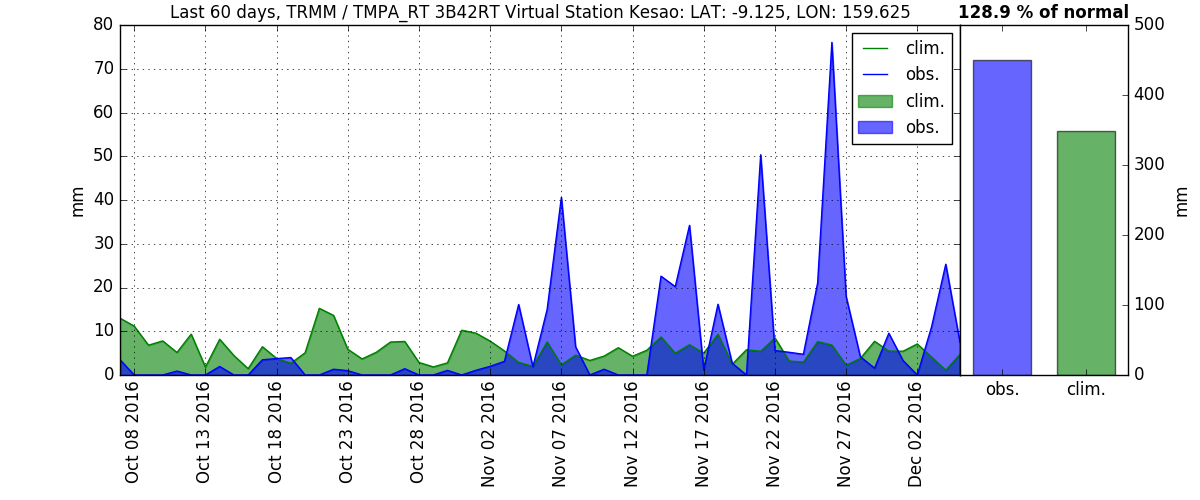 Last 60 days, TRMM / TMPA_RT 3B42RT Virtual Station Kesao: LAT: -9.125, LON: 159.625
128.9 % of normal
80
70
60
50
40
30
20
10
0
mm
clim.
obs.
clim.
obs.
Oct 08 2016
Oct 13 2016
Oct 18 2016
Oct 23 2016
Oct 28 2016
Nov 02 2016
Nov 07 2016
Nov 12 2016
Nov 17 2016
Nov 22 2016
Nov 27 2016
Dec 02 2016
500
400
300
200
100
0
mm
obs.
clim.